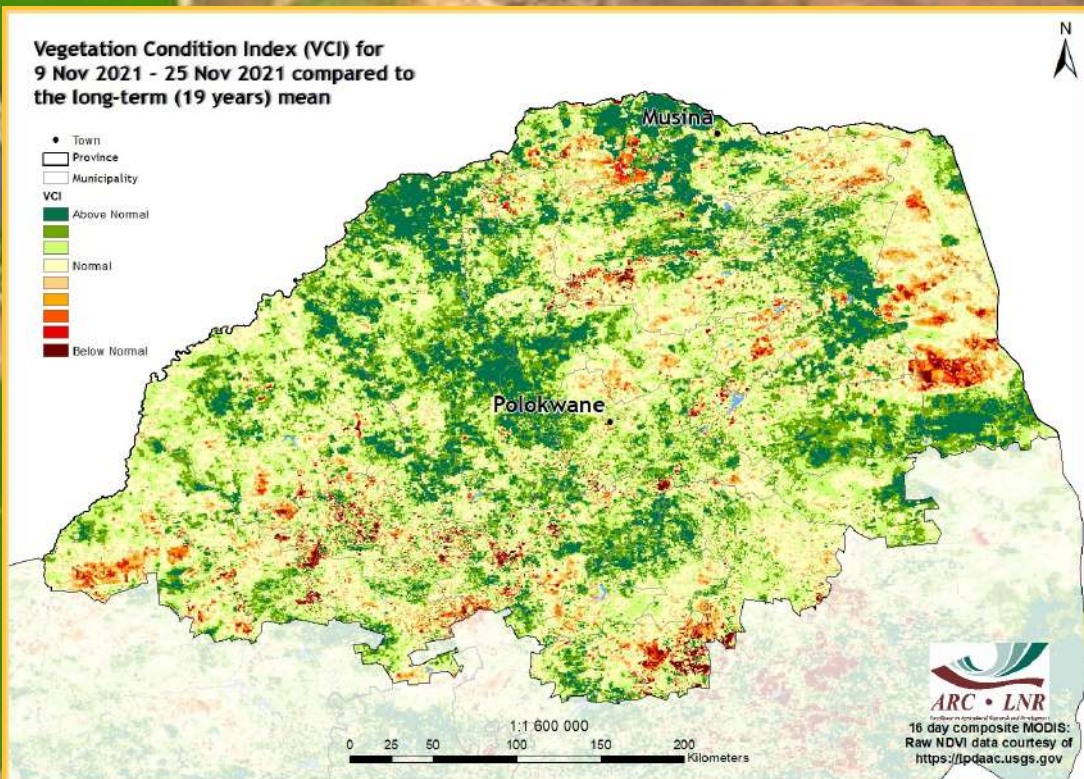 Vegetation Condition Index (VCI) for
9 Nov 2021 - 25 Nov 2021 compared to
the long-term (19 years) mean
N
Town
Province
Municipality
VCI
Above Normal
Normal
Below Normal
Musina
Polokwane
1:1 600 000
0 25 50 100 150 200
Kilometers
ARC • LNR
16 day composite MODIS:
Raw NDVI data courtesy of
https://lpdaac.usgs.gov